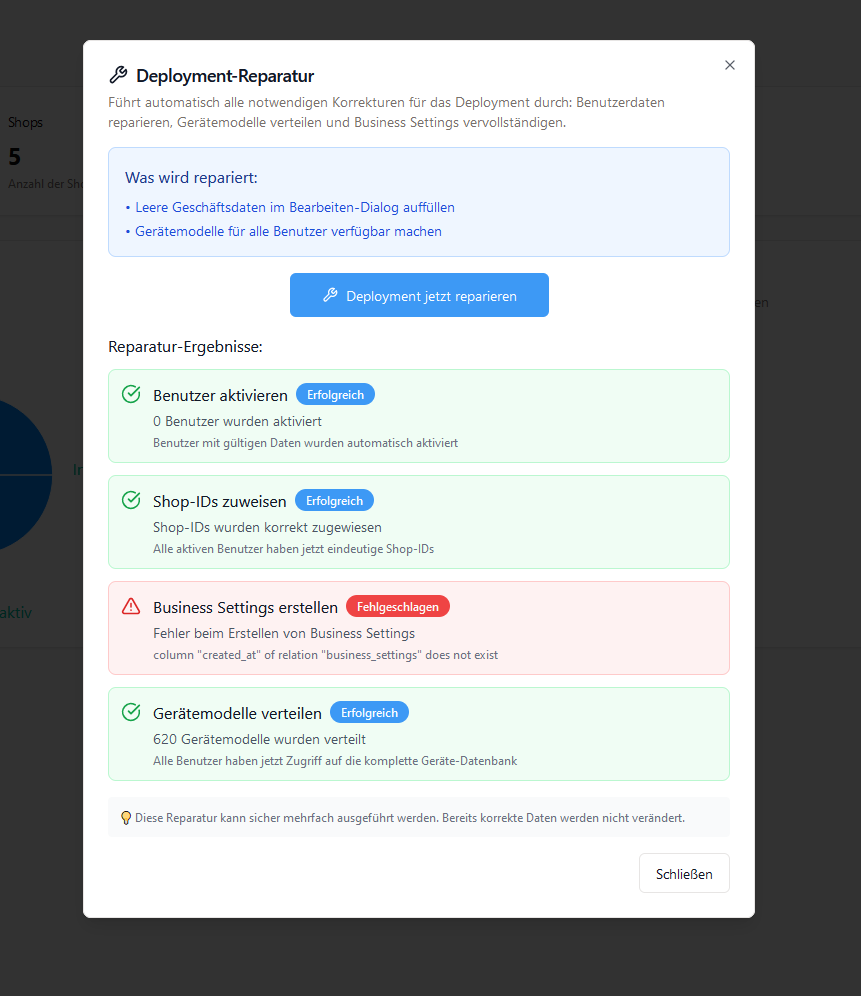 Deployment-Reparatur
Führt automatisch alle notwendigen Korrekturen für das Deployment durch: Benutzerdaten
reparieren, Gerätemodelle verteilen und Business Settings vervollständigen.
Shops
5
Anzahl der Sho
Was wird repariert:
• Leere Geschäftsdaten im Bearbeiten-Dialog auffüllen
• Gerätemodelle für alle Benutzer verfügbar machen
Deployment jetzt reparieren
en
Reparatur-Ergebnisse:
Benutzer aktivieren Erfolgreich
0 Benutzer wurden aktiviert
Benutzer mit gültigen Daten wurden automatisch aktiviert
In
Shop-IDs zuweisen Erfolgreich
Shop-IDs wurden korrekt zugewiesen
Alle aktiven Benutzer haben jetzt eindeutige Shop-IDs
Business Settings erstellen Fehlgeschlagen
aktiv
Fehler beim Erstellen von Business Settings
column "created_at" of relation "business_settings" does not exist
Gerätemodelle verteilen Erfolgreich
620 Gerätemodelle wurden verteilt
Alle Benutzer haben jetzt Zugriff auf die komplette Geräte-Datenbank
Diese Reparatur kann sicher mehrfach ausgeführt werden. Bereits korrekte Daten werden nicht verändert.
Schließen